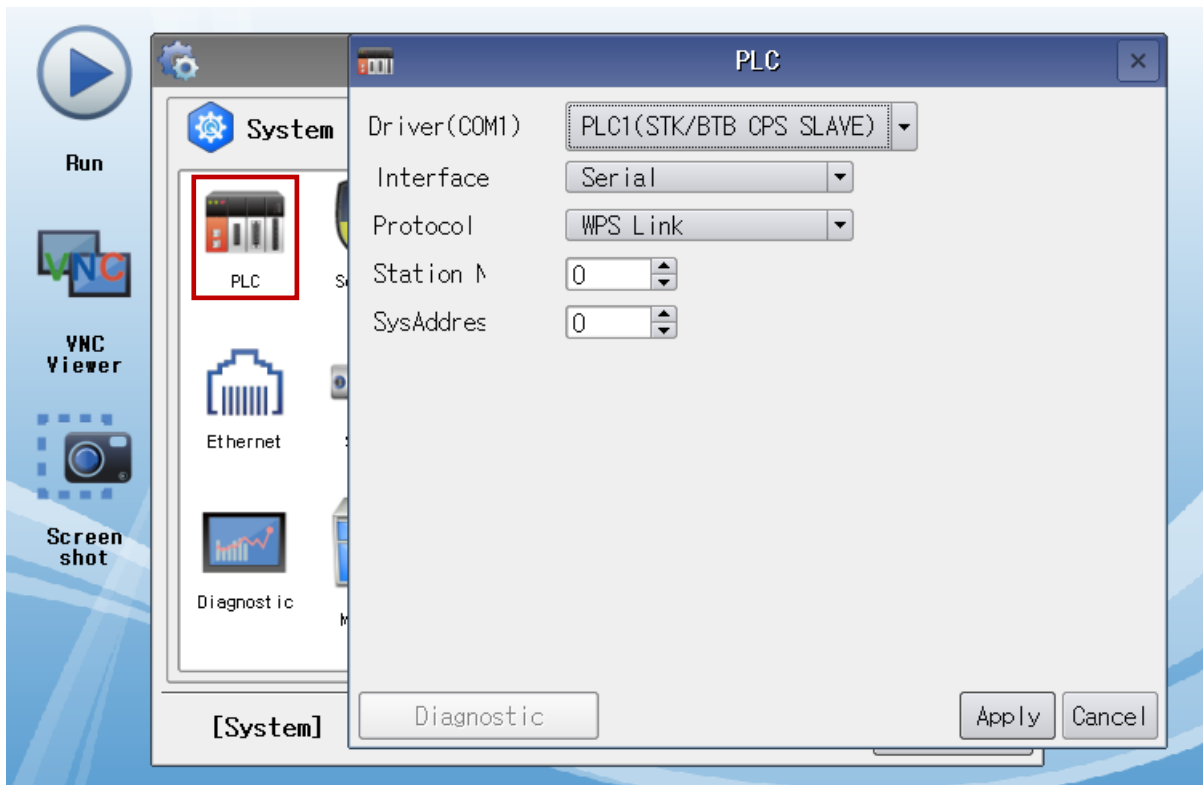 Run
VNC
VNC
Viewer
Screen
shot
System
PLC
Ethernet
Diagnostic
[System]
PLC
Driver(COM1)
PLC1(STK/BTB CPS SLAVE)
Interface
Serial
Protocol
WPS Link
Station N
0
SysAddres
0
Diagnostic
Apply
Cancel